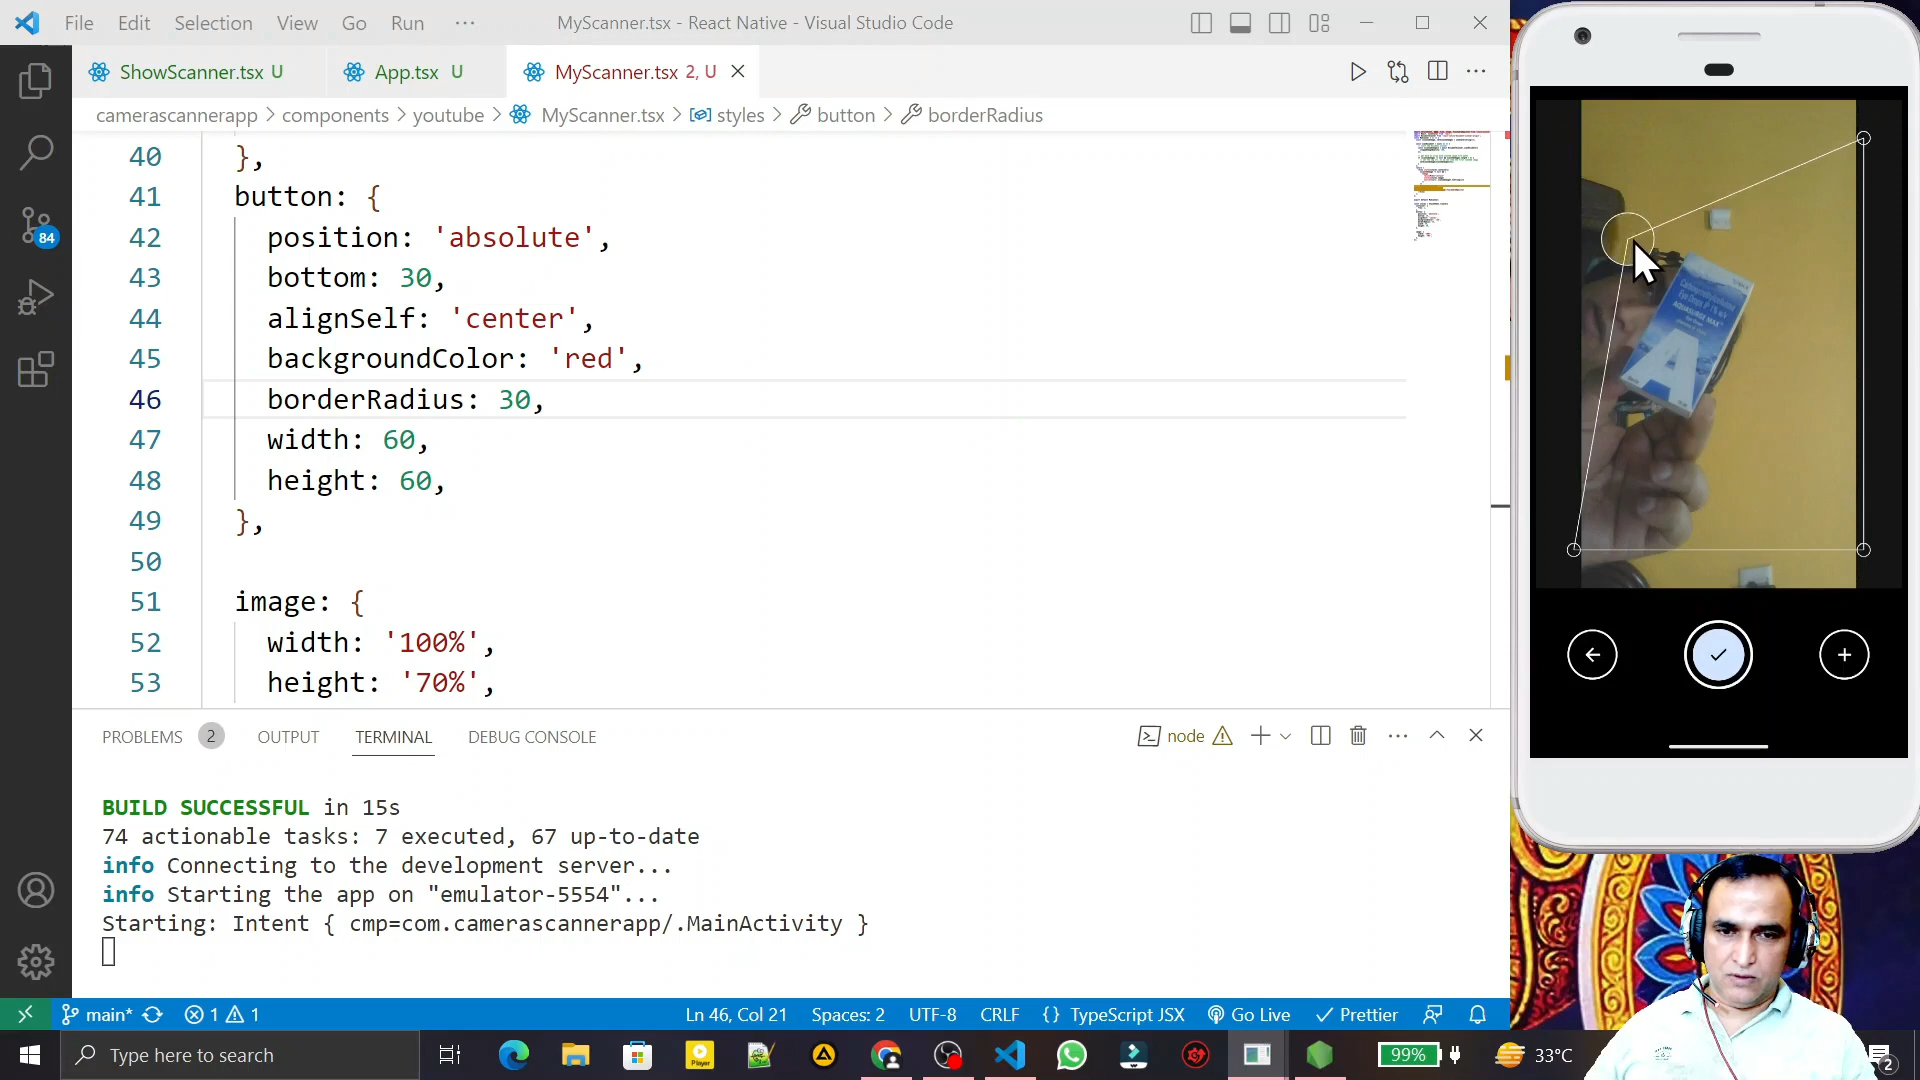 File Edit Selection View Go Run ··· MyScanner.tsx - React Native - Visual Studio Code
ShowScanner.tsx U App.tsx U MyScanner.tsx 2, U
camerascannerapp > components > youtube > MyScanner.tsx > styles > button > borderRadius
40 },
41 button: {
42 position: 'absolute',
43 bottom: 30,
44 alignSelf: 'center',
45 backgroundColor: 'red',
46 borderRadius: 30,
47 width: 60,
48 height: 60,
49 },
50
51 image: {
52 width: '100%',
53 height: '70%',
84
AQUASURGE MAX
A
PROBLEMS 2 OUTPUT TERMINAL DEBUG CONSOLE node
BUILD SUCCESSFUL in 15s
74 actionable tasks: 7 executed, 67 up-to-date
info Connecting to the development server...
info Starting the app on "emulator-5554"...
Starting: Intent { cmp=com.camerascannerapp/.MainActivity }
main* 1 1 Ln 46, Col 21 Spaces: 2 UTF-8 CRLF {} TypeScript JSX Go Live Prettier
Type here to search Player 99% 33°C 2